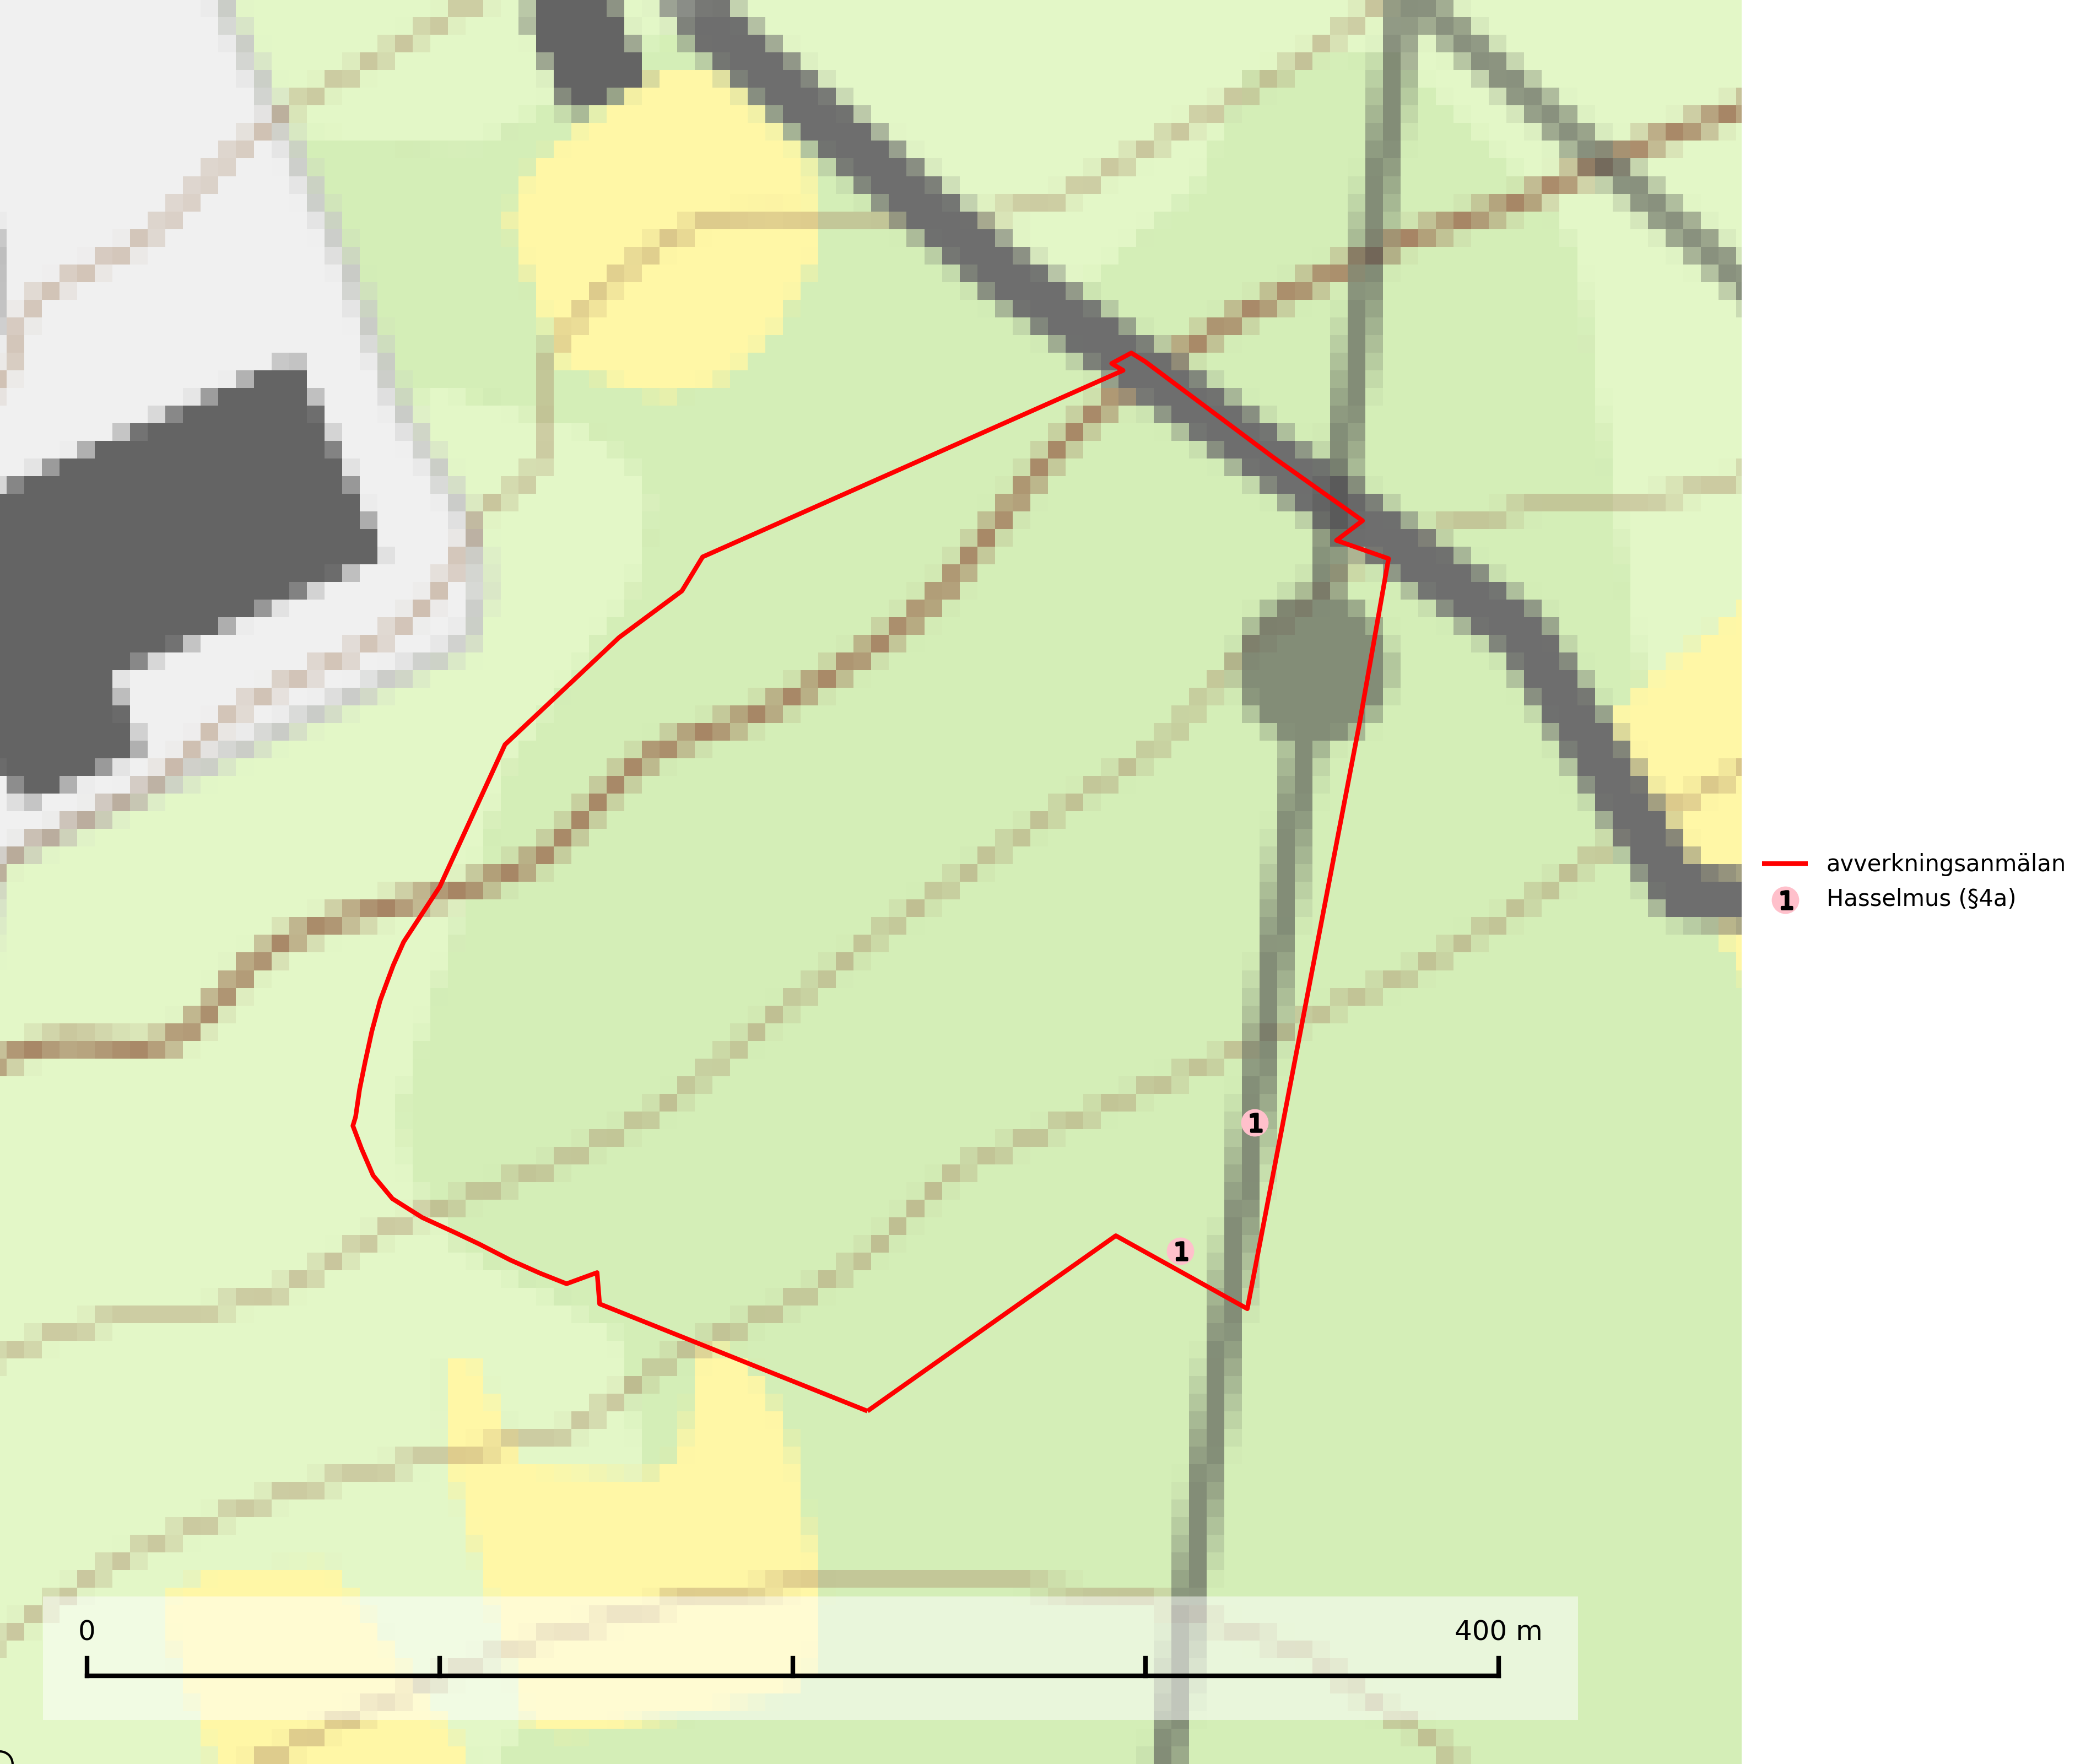 avverkningsanmälan
1 Hasselmus (§4a)
1
1
0 400 m